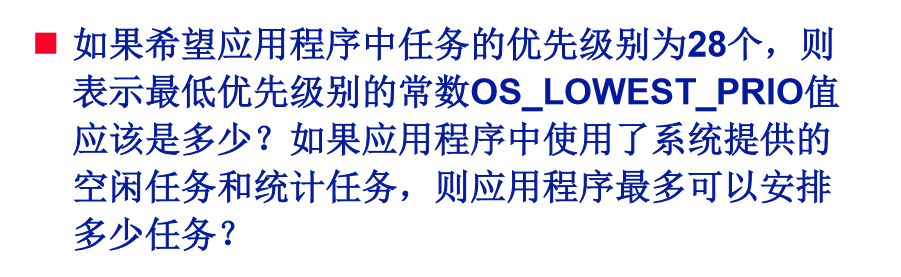 如果希望应用程序中任务的优先级别为28个，则
表示最低优先级别的常数OS_LOWEST_PRIO值
应该是多少？如果应用程序中使用了系统提供的
空闲任务和统计任务，则应用程序最多可以安排
多少任务？